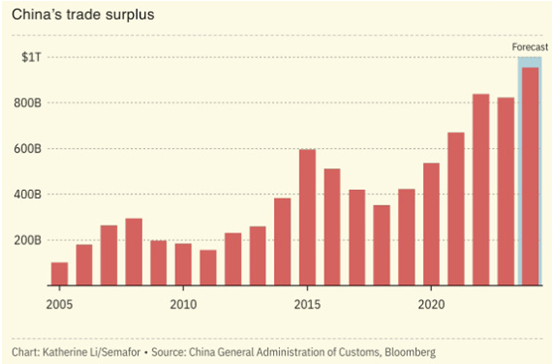 China's trade surplus
Forecast
$1T
800B
600B
400B
200B
2005 2010 2015 2020
Chart: Katherine Li/Semafor • Source: China General Administration of Customs, Bloomberg